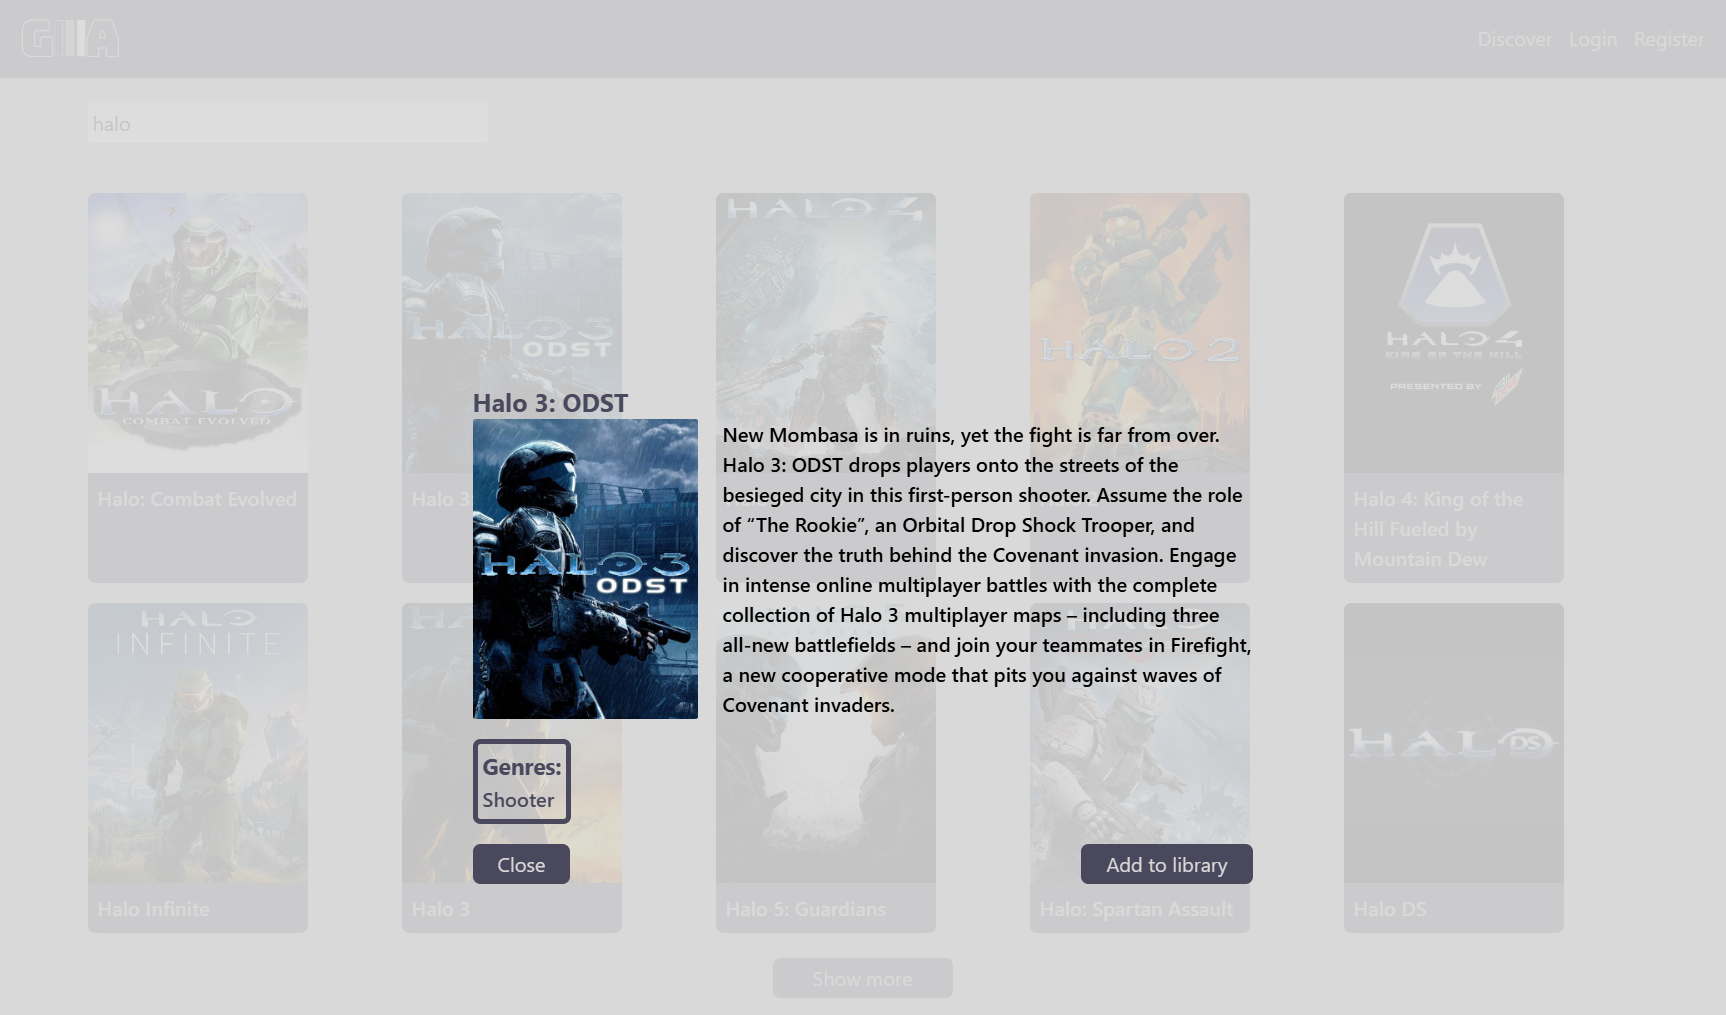 Discover Login Register
halo
HALO
COMBAT EVOLVED
HALO 3
ODST
HALO 4
HALO 2
HALO 4
KING OF THE HILL
PRESENTED BY
Halo: Combat Evolved
Halo 3:
Halo 4: King of the
Hill Fueled by
Mountain Dew
Halo 3: ODST
HALO 3
ODST
New Mombasa is in ruins, yet the fight is far from over.
Halo 3: ODST drops players onto the streets of the
besieged city in this first-person shooter. Assume the role
of “The Rookie”, an Orbital Drop Shock Trooper, and
discover the truth behind the Covenant invasion. Engage
in intense online multiplayer battles with the complete
collection of Halo 3 multiplayer maps – including three
all-new battlefields – and join your teammates in Firefight,
a new cooperative mode that pits you against waves of
Covenant invaders.
Genres:
Shooter
Close
Add to library
HALO
INFINITE
HALO DS
Halo Infinite
Halo 3
Halo 5: Guardians
Halo: Spartan Assault
Halo DS
Show more